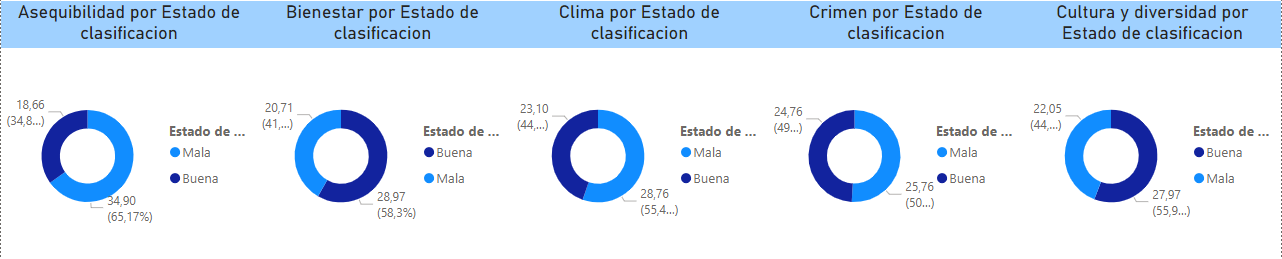 Asequibilidad por Estado de
clasificacion
18,66
(34,8...)
34,90
(65,17%)
Estado de ...
Mala
Buena
Bienestar por Estado de
clasificacion
20,71
(41,...)
28,97
(58,3%)
Estado de ...
Buena
Mala
Clima por Estado de
clasificacion
23,10
(44,...)
28,76
(55,4...)
Estado de ...
Mala
Buena
Crimen por Estado de
clasificacion
24,76
(49...)
25,76
(50...)
Estado de ...
Mala
Buena
Cultura y diversidad por
Estado de clasificacion
22,05
(44,...)
27,97
(55,9...)
Estado de ...
Buena
Mala